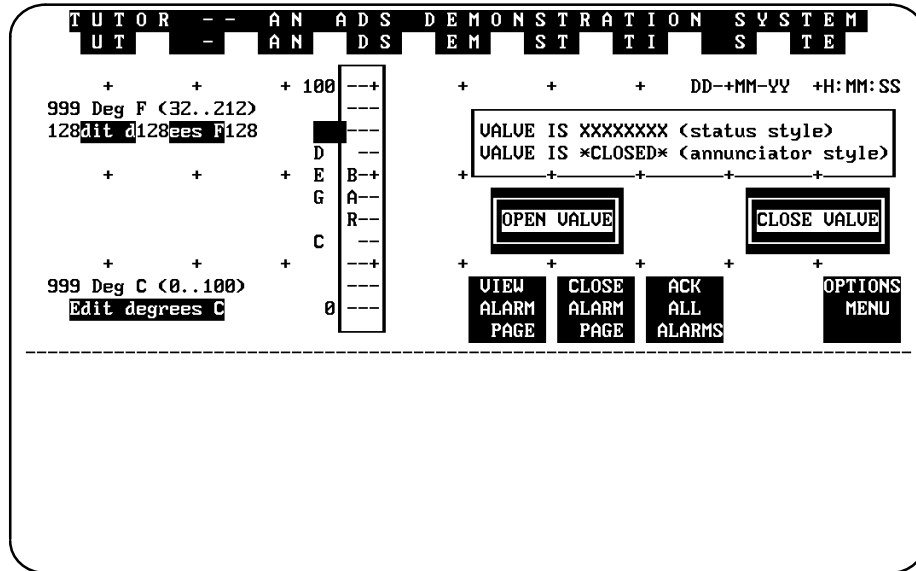 T U T O R - - A N A D S D E M O N S T R A T I O N S Y S T E M
U T - A N D S E M S T T I S T E
+ + + 100 --+ + + + DD-+MM-YY +H:MM:SS
999 Deg F (32..212) ---
128dit d128ees F128 --- VALUE IS XXXXXXXX (status style)
D -- VALUE IS *CLOSED* (annunciator style)
+ + + E B-+ + + + + +
G A--
R-- OPEN VALUE CLOSE VALUE
C --
+ + + --+ + + + + +
999 Deg C (0..100) --- VIEW CLOSE ACK OPTIONS
Edit degrees C 0 --- ALARM ALARM ALL MENU
--- PAGE PAGE ALARMS